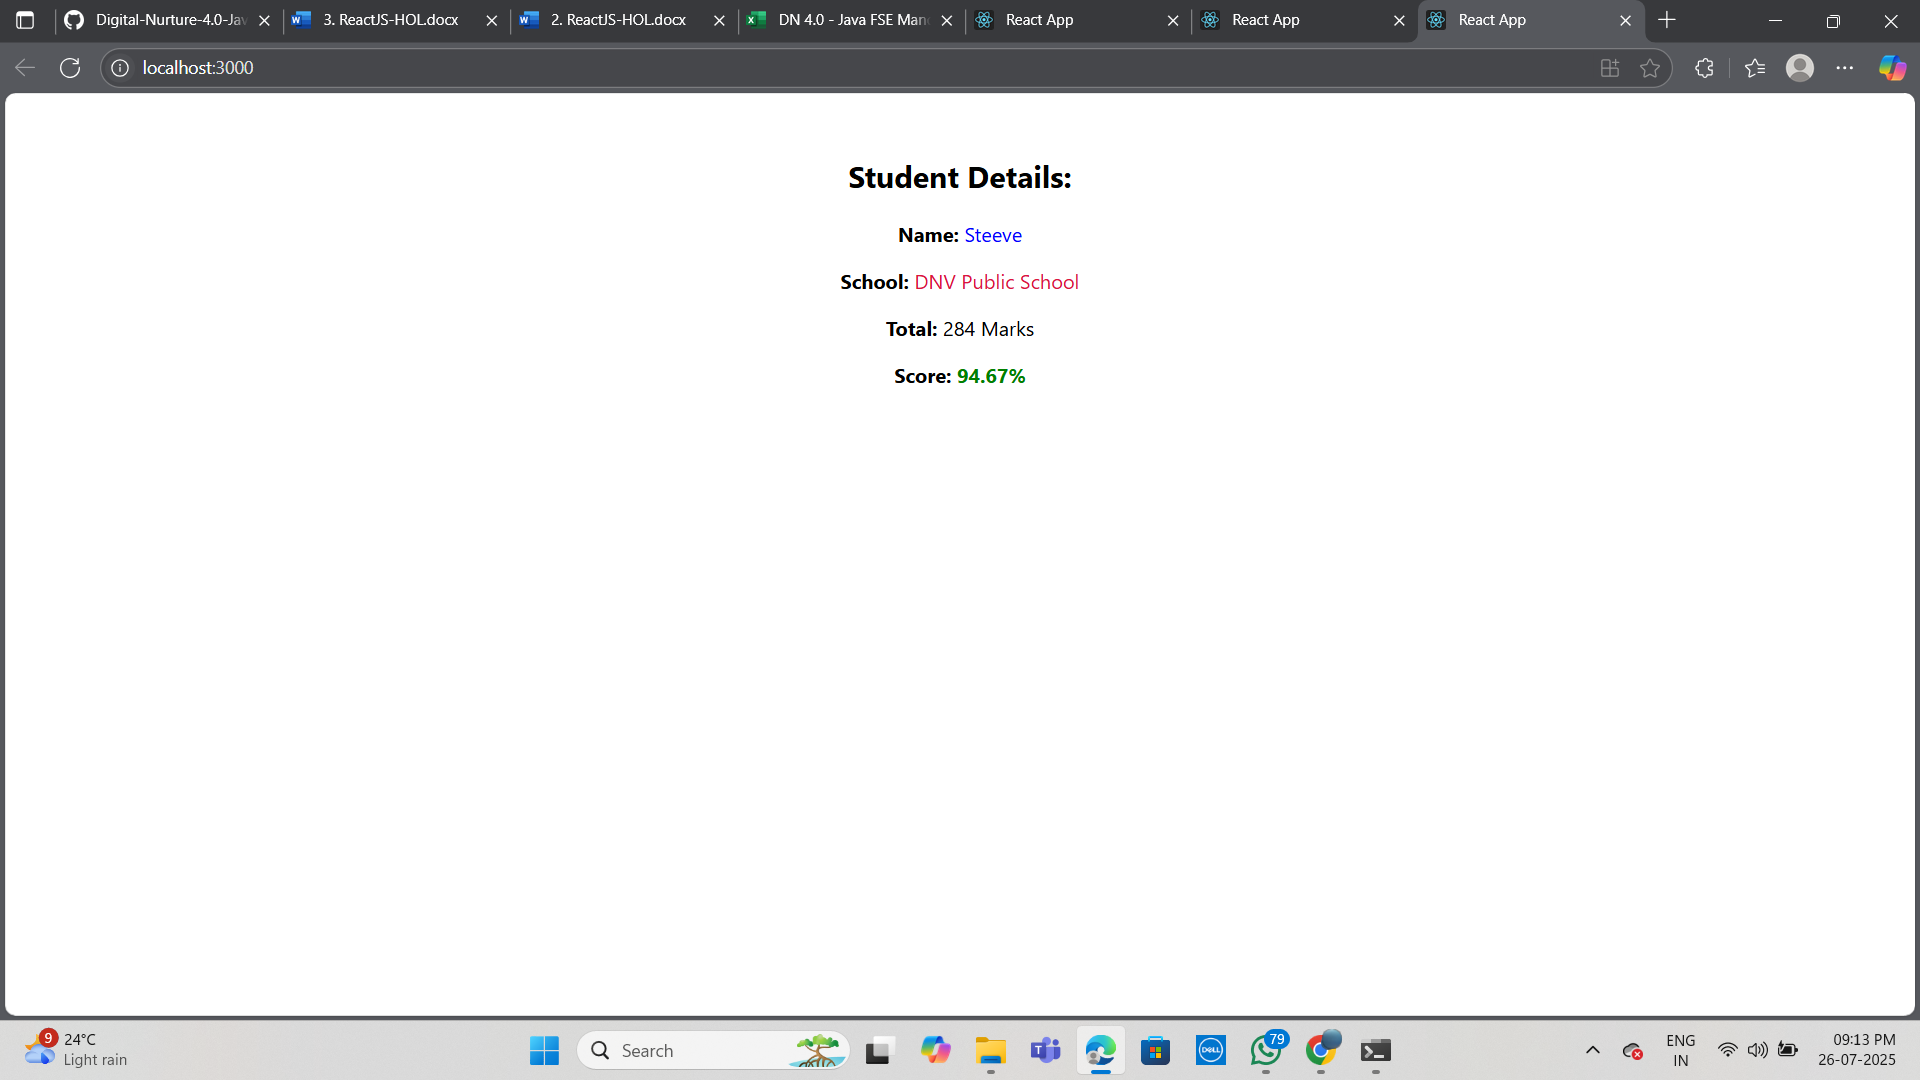 Digital-Nurture-4.0-Jav
3. ReactJS-HOL.docx
2. ReactJS-HOL.docx
DN 4.0 - Java FSE Man
React App
React App
React App
localhost:3000
Student Details:
Name: Steeve
School: DNV Public School
Total: 284 Marks
Score: 94.67%
9
24°C
Light rain
Search
DELL
79
ENG
IN
09:13 PM
26-07-2025